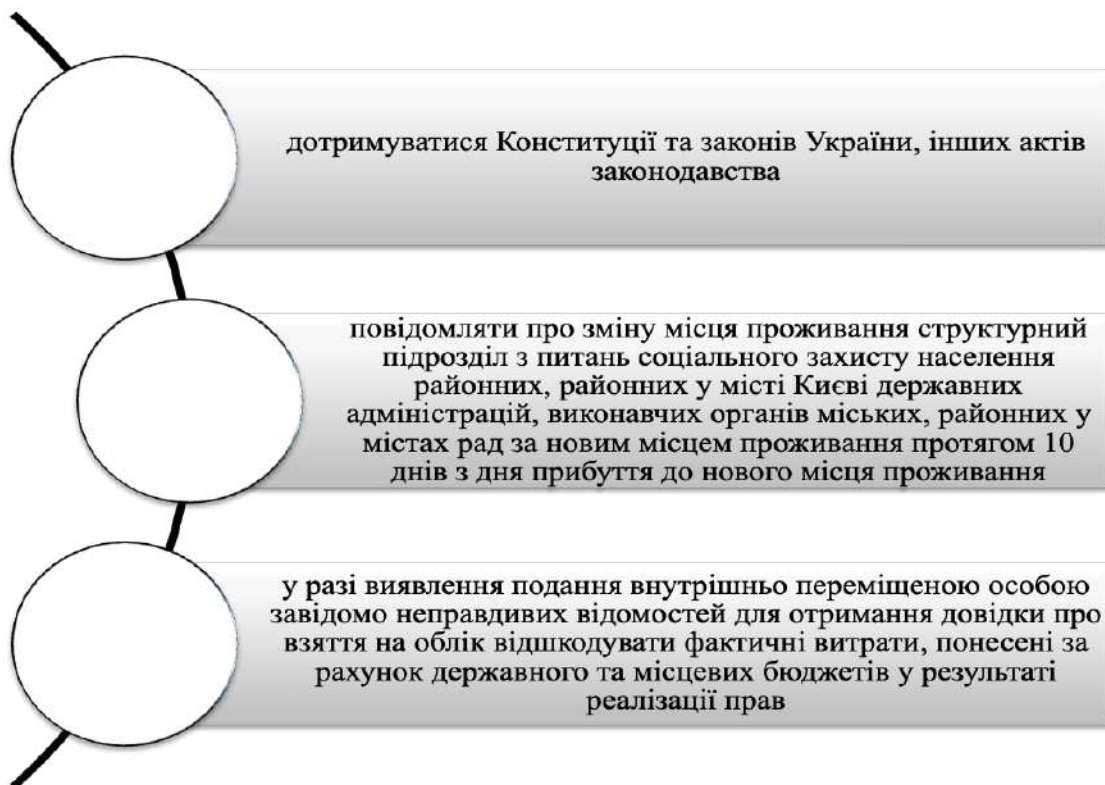 дотримуватися Конституції та законів України, інших актів
законодавства
повідомляти про зміну місця проживання структурний
підрозділ з питань соціального захисту населення
районних, районних у місті Києві державних
адміністрацій, виконавчих органів міських, районних у
містах рад за новим місцем проживання протягом 10
днів з дня прибуття до нового місця проживання
у разі виявлення подання внутрішньо переміщеною особою
завідомо неправдивих відомостей для отримання довідки про
взяття на облік відшкодувати фактичні витрати, понесені за
рахунок державного та місцевих бюджетів у результаті
реалізації прав